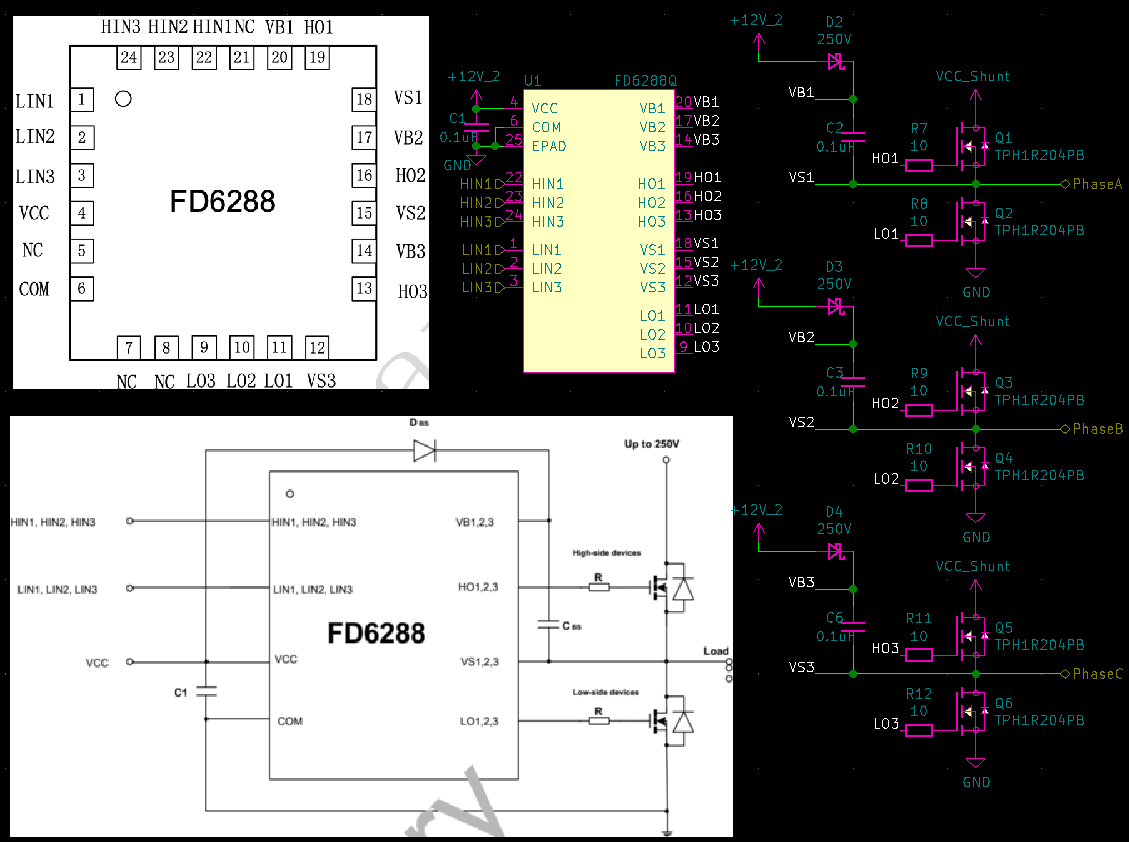 HIN3 HIN2 HIN1 NC VB1 HO1
24 23 22 21 20 19
LIN1 1
LIN2 2
LIN3 3
VCC 4
NC 5
COM 6
FD6288
18 VS1
17 VB2
16 HO2
15 VS2
14 VB3
13 HO3
7 8 9 10 11 12
NC NC LO3 LO2 LO1 VS3
+12V_2
C1
0.1uF
GND
U1 FD6288Q
4 VCC VB1 20 VB1
6 COM VB2 17 VB2
25 EPAD VB3 14 VB3
HIN1 22 HIN1 HO1 19 HO1
HIN2 23 HIN2 HO2 16 HO2
HIN3 24 HIN3 HO3 13 HO3
LIN1 1 LIN1 VS1 18 VS1
LIN2 2 LIN2 VS2 15 VS2
LIN3 3 LIN3 VS3 12 VS3
LO1 11 LO1
LO2 10 LO2
LO3 9 LO3
DBS
Up to 250V
HIN1, HIN2, HIN3 HIN1, HIN2, HIN3 VB1,2,3
High-side devices
LIN1, LIN2, LIN3 LIN1, LIN2, LIN3 HO1,2,3 R
FD6288
CBS
VCC VCC VS1,2,3 Load
C1
Low-side devices
COM LO1,2,3 R
ry
+12V_2
D2
250V
VB1
C2
0.1uF
VS1
VCC_Shunt
R7
10
HO1
Q1
TPH1R204PB
PhaseA
R8
10
LO1
Q2
TPH1R204PB
GND
+12V_2
D3
250V
VB2
C3
0.1uF
VS2
VCC_Shunt
R9
10
HO2
Q3
TPH1R204PB
PhaseB
R10
10
LO2
Q4
TPH1R204PB
GND
+12V_2
D4
250V
VB3
C6
0.1uF
VS3
VCC_Shunt
R11
10
HO3
Q5
TPH1R204PB
PhaseC
R12
10
LO3
Q6
TPH1R204PB
GND